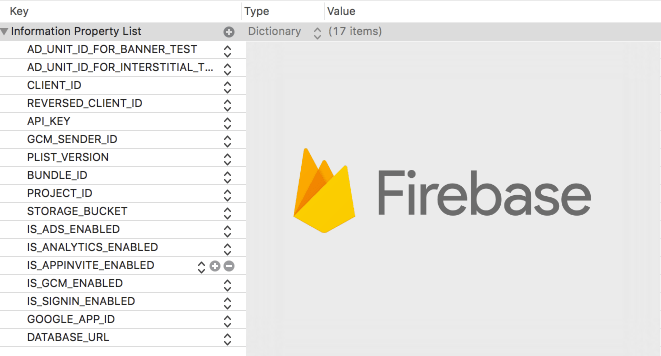 Key Type Value
Information Property List Dictionary (17 items)
AD_UNIT_ID_FOR_BANNER_TEST
AD_UNIT_ID_FOR_INTERSTITIAL_T...
CLIENT_ID
REVERSED_CLIENT_ID
API_KEY
GCM_SENDER_ID
PLIST_VERSION
BUNDLE_ID
PROJECT_ID
STORAGE_BUCKET
IS_ADS_ENABLED
IS_ANALYTICS_ENABLED
IS_APPINVITE_ENABLED
IS_GCM_ENABLED
IS_SIGNIN_ENABLED
GOOGLE_APP_ID
DATABASE_URL
Firebase